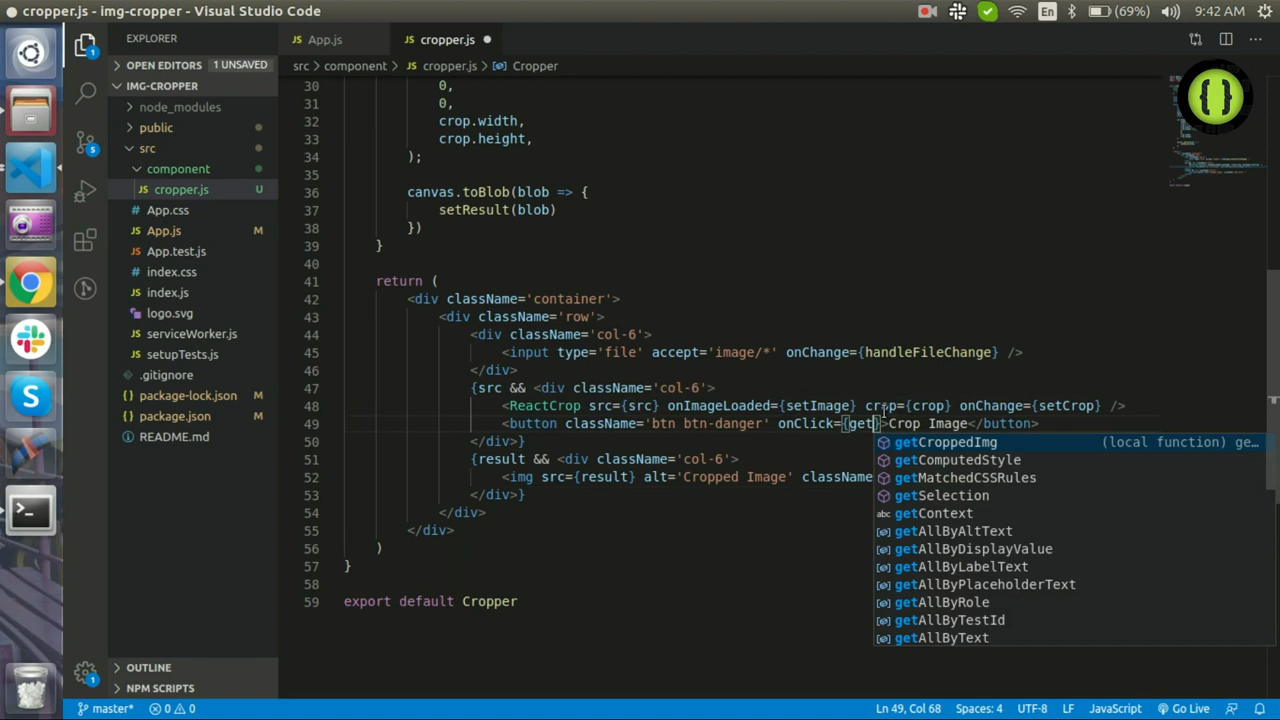 cropper.js - img-cropper - Visual Studio Code
En
(69%)
9:42 AM
EXPLORER
App.js
cropper.js
OPEN EDITORS
1 UNSAVED
IMG-CROPPER
node_modules
public
src
component
JS cropper.js U
App.css
JS App.js M
JS App.test.js
index.css
JS index.js
logo.svg
JS serviceWorker.js
JS setupTests.js
.gitignore
{} package-lock.json M
{} package.json M
README.md
OUTLINE
NPM SCRIPTS
src > component > JS cropper.js > Cropper
30 0,
31 0,
32 crop.width,
33 crop.height,
34 );
35
36 canvas.toBlob(blob => {
37 setResult(blob)
38 })
39 }
40
41 return (
42 <div className='container'>
43 <div className='row'>
44 <div className='col-6'>
45 <input type='file' accept='image/*' onChange={handleFileChange} />
46 </div>
47 {src && <div className='col-6'>
48 <ReactCrop src={src} onImageLoaded={setImage} crop={crop} onChange={setCrop} />
49 <button className='btn btn-danger' onClick={get}>Crop Image</button>
50 </div>}
51 {result && <div className='col-6'>
52 <img src={result} alt='Cropped Image' className
53 </div>}
54 </div>
55 </div>
56 )
57 }
58
59 export default Cropper
getCroppedImg (local function) ge…
getComputedStyle
getMatchedCSSRules
getSelection
abc getContext
getAllByAltText
getAllByDisplayValue
getAllByLabelText
getAllByPlaceholderText
getAllByRole
getAllByTestId
getAllByText
master* 0 0
Ln 49, Col 68 Spaces: 4 UTF-8 LF JavaScript Go Live